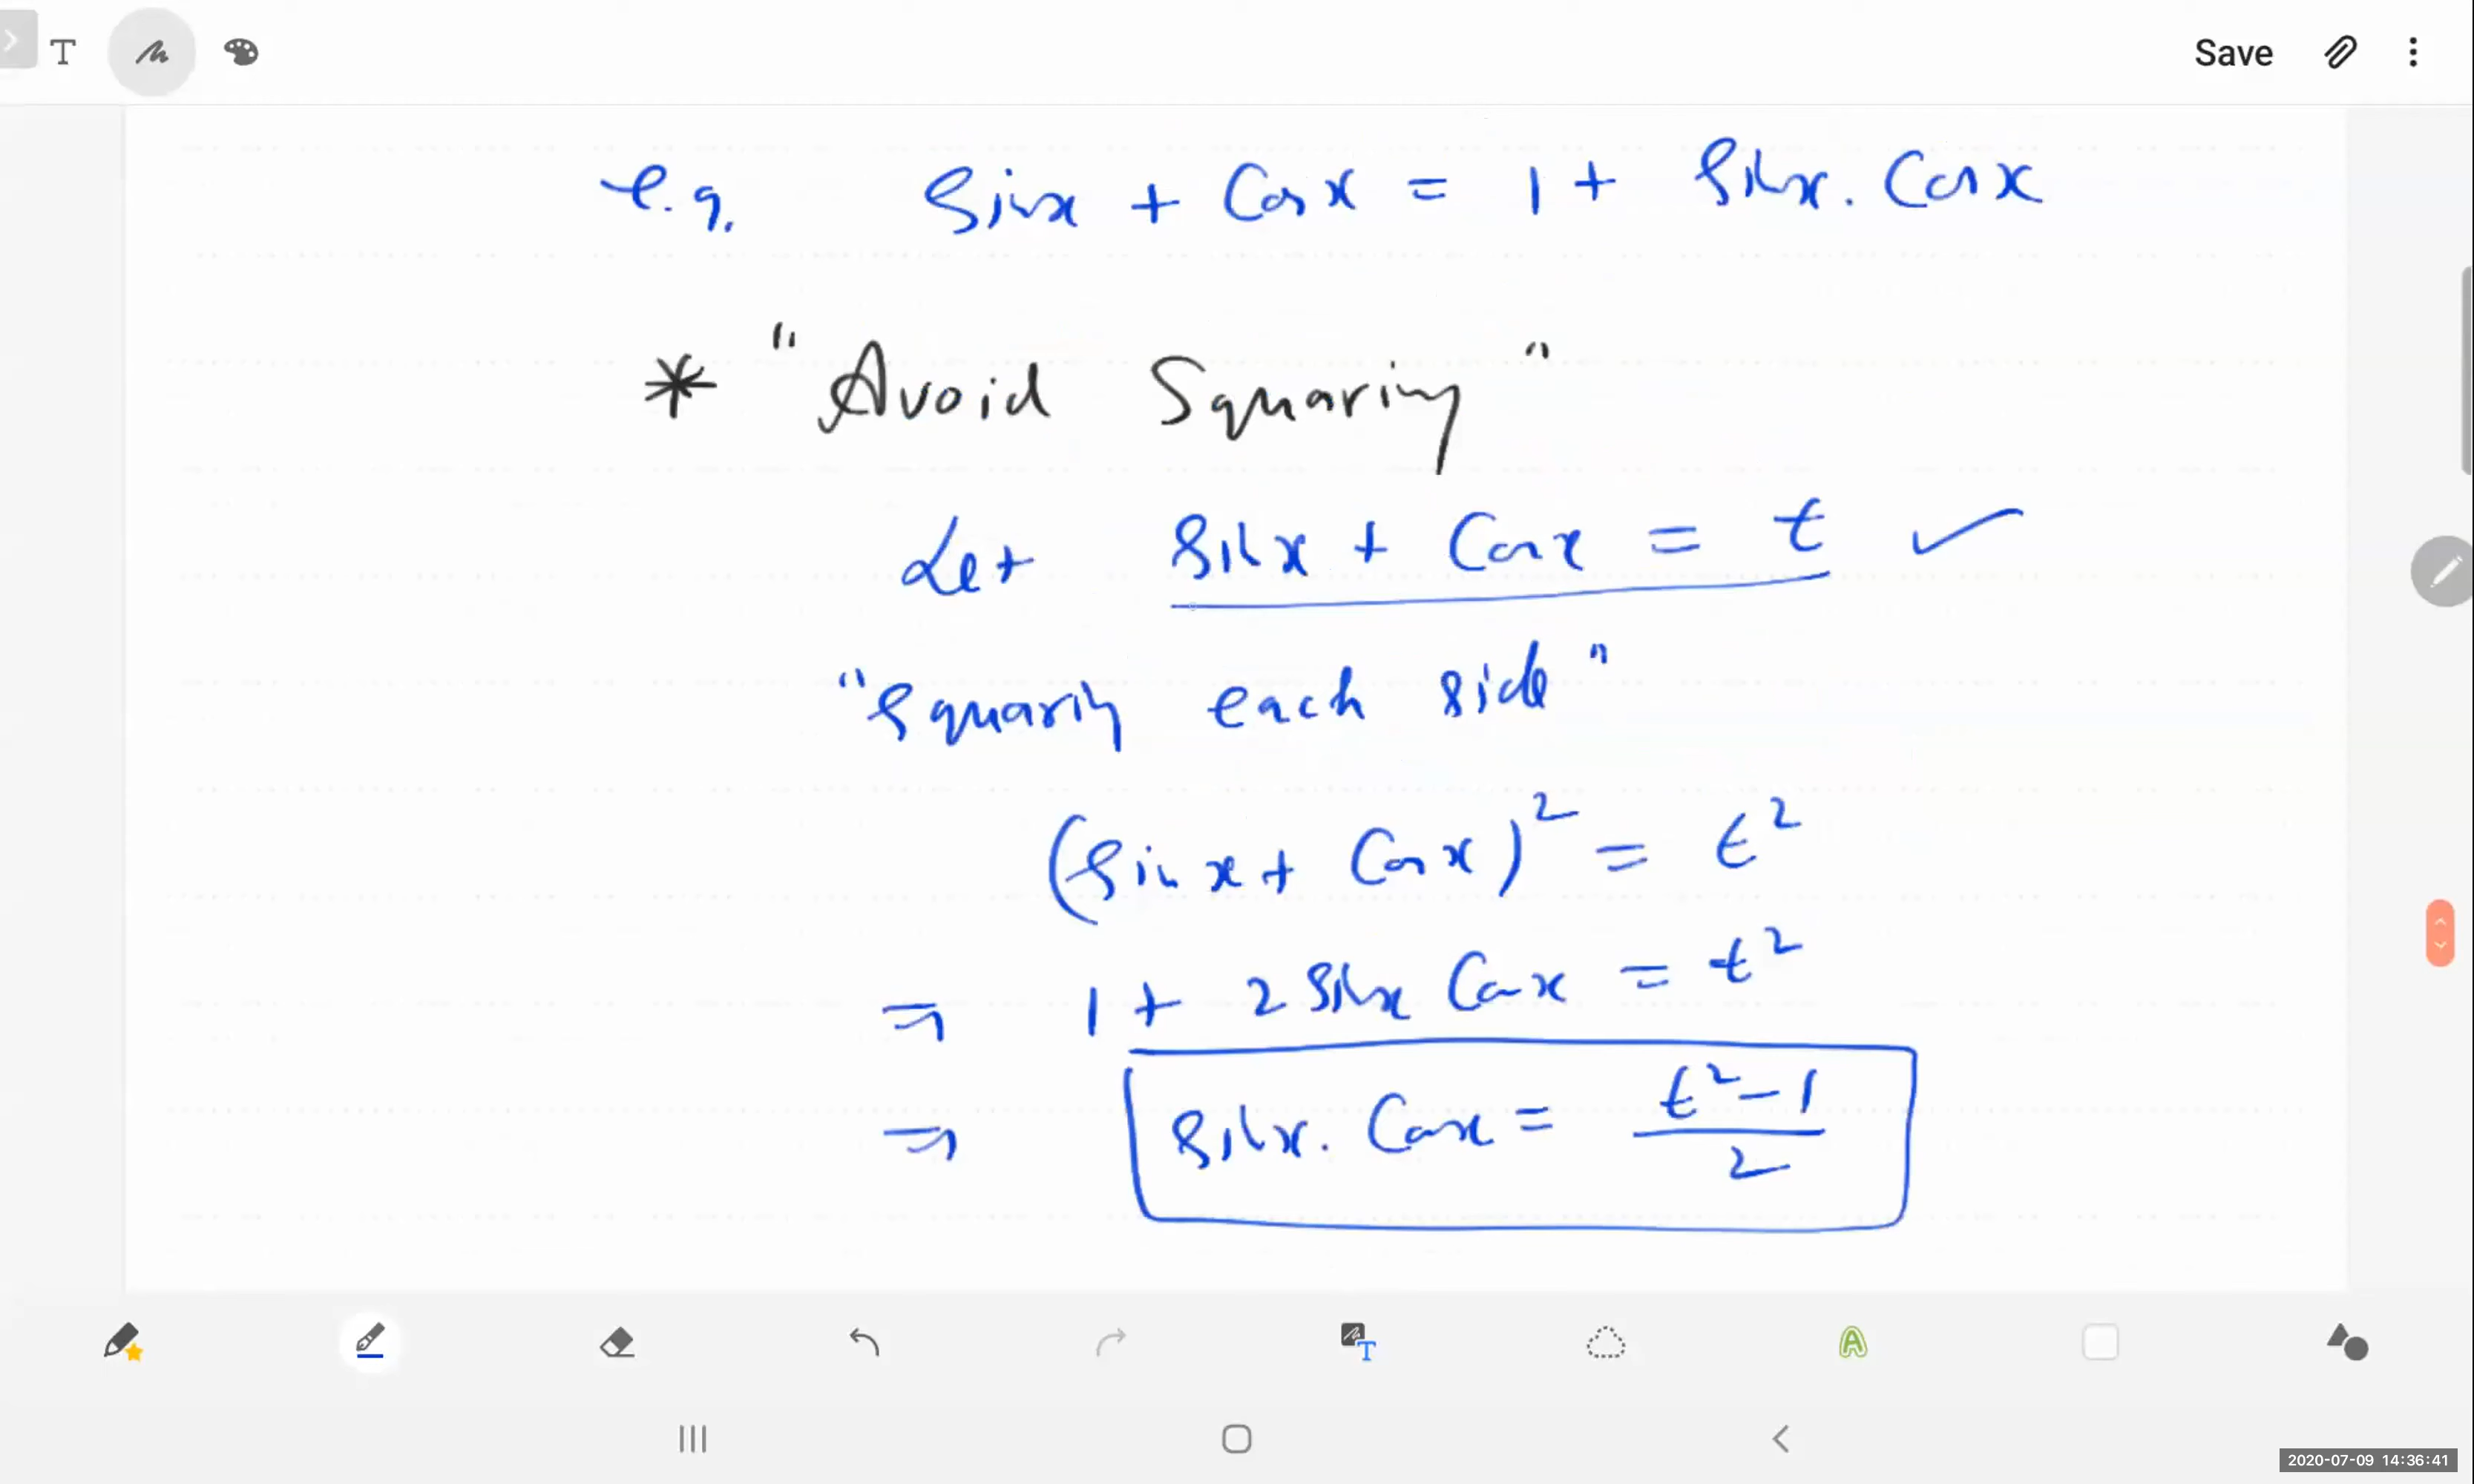 T Save
e.g. Sinx + Cosx = 1 + Sinx. Cosx
* "Avoid Squaring"
Let Sinx + Cosx = t ✓
"Squaring each side"
(Sinx + Cosx)² = t²
⇒ 1 + 2 Sinx Cosx = t²
⇒ Sinx. Cosx = (t² - 1)/2
T A
2020-07-09 14:36:41